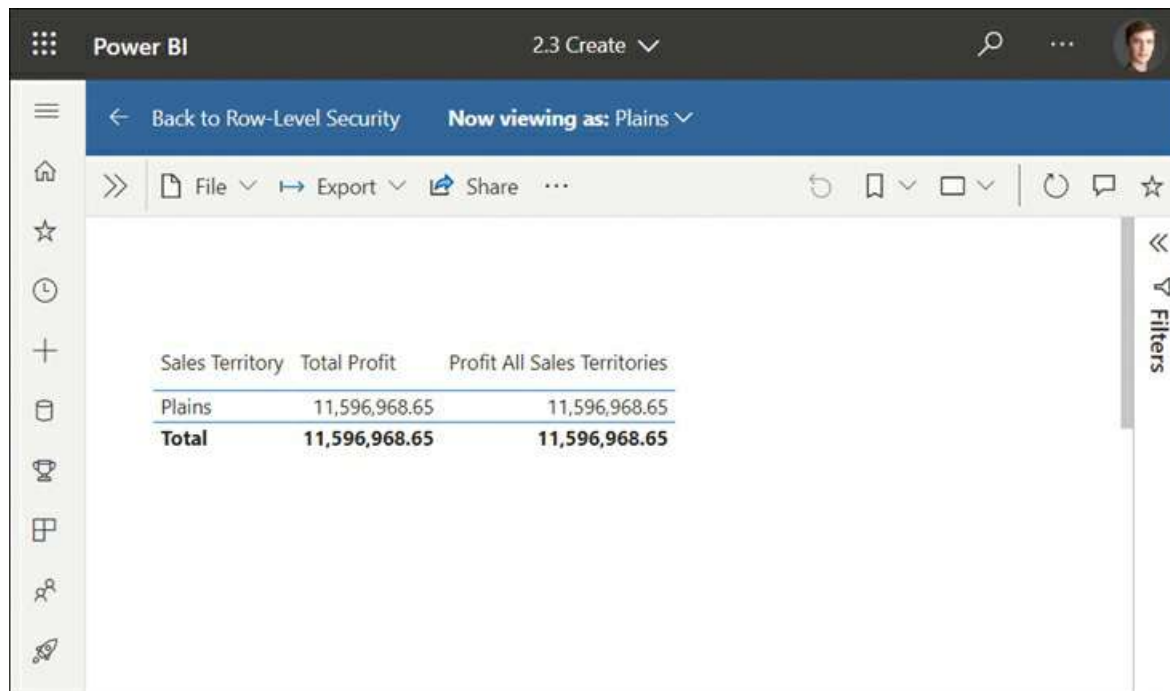 Power BI 2.3 Create
Back to Row-Level Security Now viewing as: Plains
File Export Share
Filters
Sales Territory Total Profit Profit All Sales Territories
Plains 11,596,968.65 11,596,968.65
Total 11,596,968.65 11,596,968.65